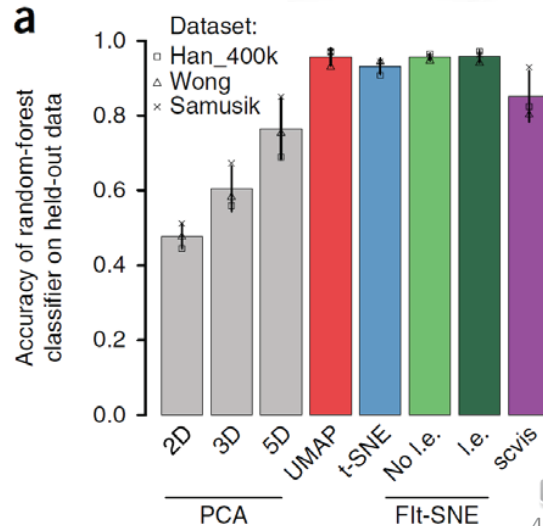 a
Dataset:
Han_400k
Wong
Samusik
Accuracy of random-forest
classifier on held-out data
1.0
0.8
0.6
0.4
0.2
0.0
2D
3D
5D
UMAP
t-SNE
No l.e.
l.e.
scvis
PCA
FIt-SNE
4